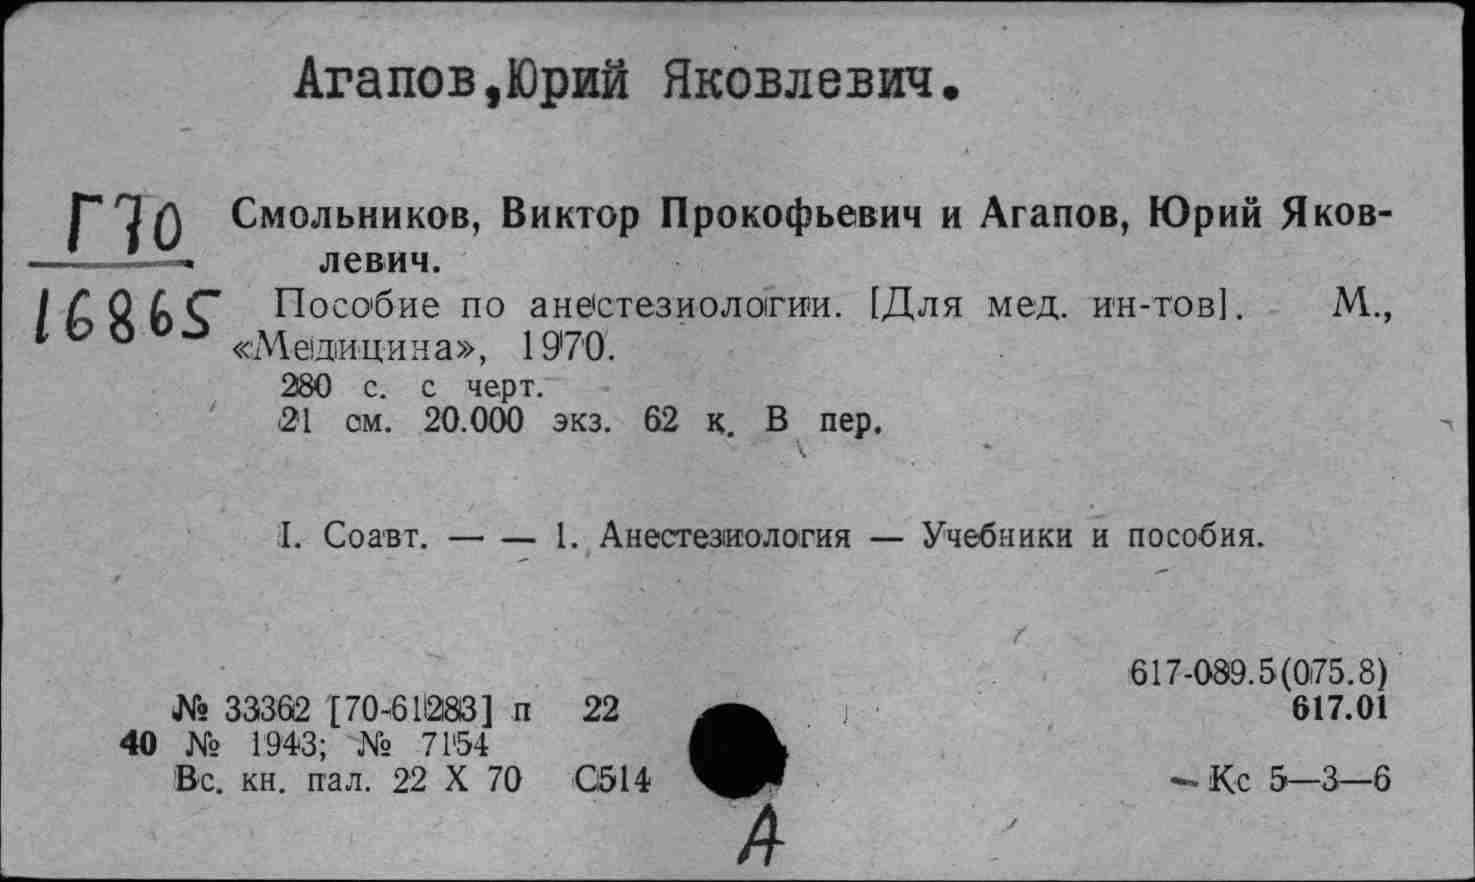 Агапов,Юрий Яковлевич.
Г70
16865
Смольников, Виктор Прокофьевич и Агапов, Юрий Яков-
левич.
Пособие по анестезиологии. [Для мед. ин-тов]. М.,
«Медицина», 1970.
280 с. с черт.
21 см. 20.000 экз. 62 к. В пер.
I. Соавт. — — 1. Анестезиология — Учебники и пособия.
617-089.5(075.8)
617.01
№ 33362 [70-61283] п 22
40 № 1943; № 7154
Вс. кн. пал. 22 X 70 С514
Кс 5—3—6
А